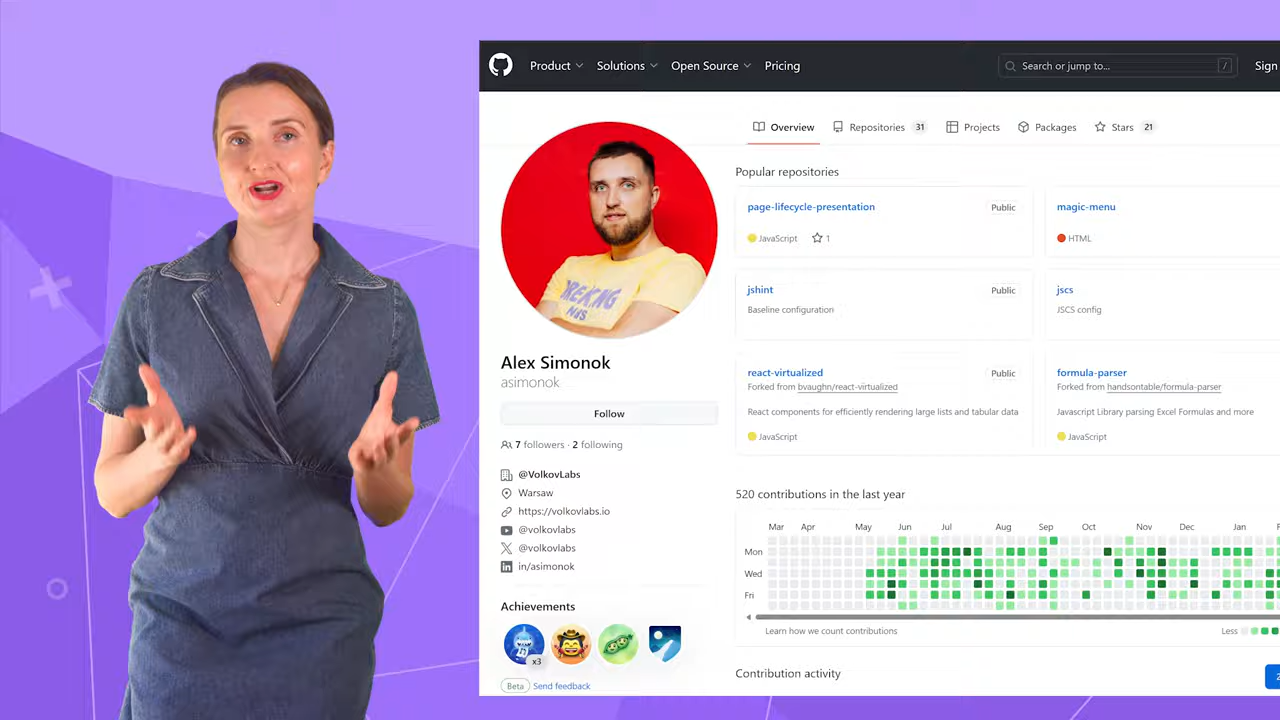 Product Solutions Open Source Pricing Search or jump to... / Sign
Overview Repositories 31 Projects Packages Stars 21
Popular repositories
page-lifecycle-presentation Public
JavaScript 1
magic-menu
HTML
jshint Public
Baseline configuration
jscs
JSCS config
react-virtualized Public
Forked from bvaughn/react-virtualized
React components for efficiently rendering large lists and tabular data
JavaScript
formula-parser
Forked from handsontable/formula-parser
Javascript Library parsing Excel Formulas and more
JavaScript
Alex Simonok
asimonok
Follow
7 followers · 2 following
@VolkovLabs
Warsaw
https://volkovlabs.io
@volkovlabs
@volkovlabs
in/asimonok
Achievements
x3
Beta Send feedback
520 contributions in the last year
Mar Apr May Jun Jul Aug Sep Oct Nov Dec Jan
Mon
Wed
Fri
Learn how we count contributions Less
Contribution activity
2